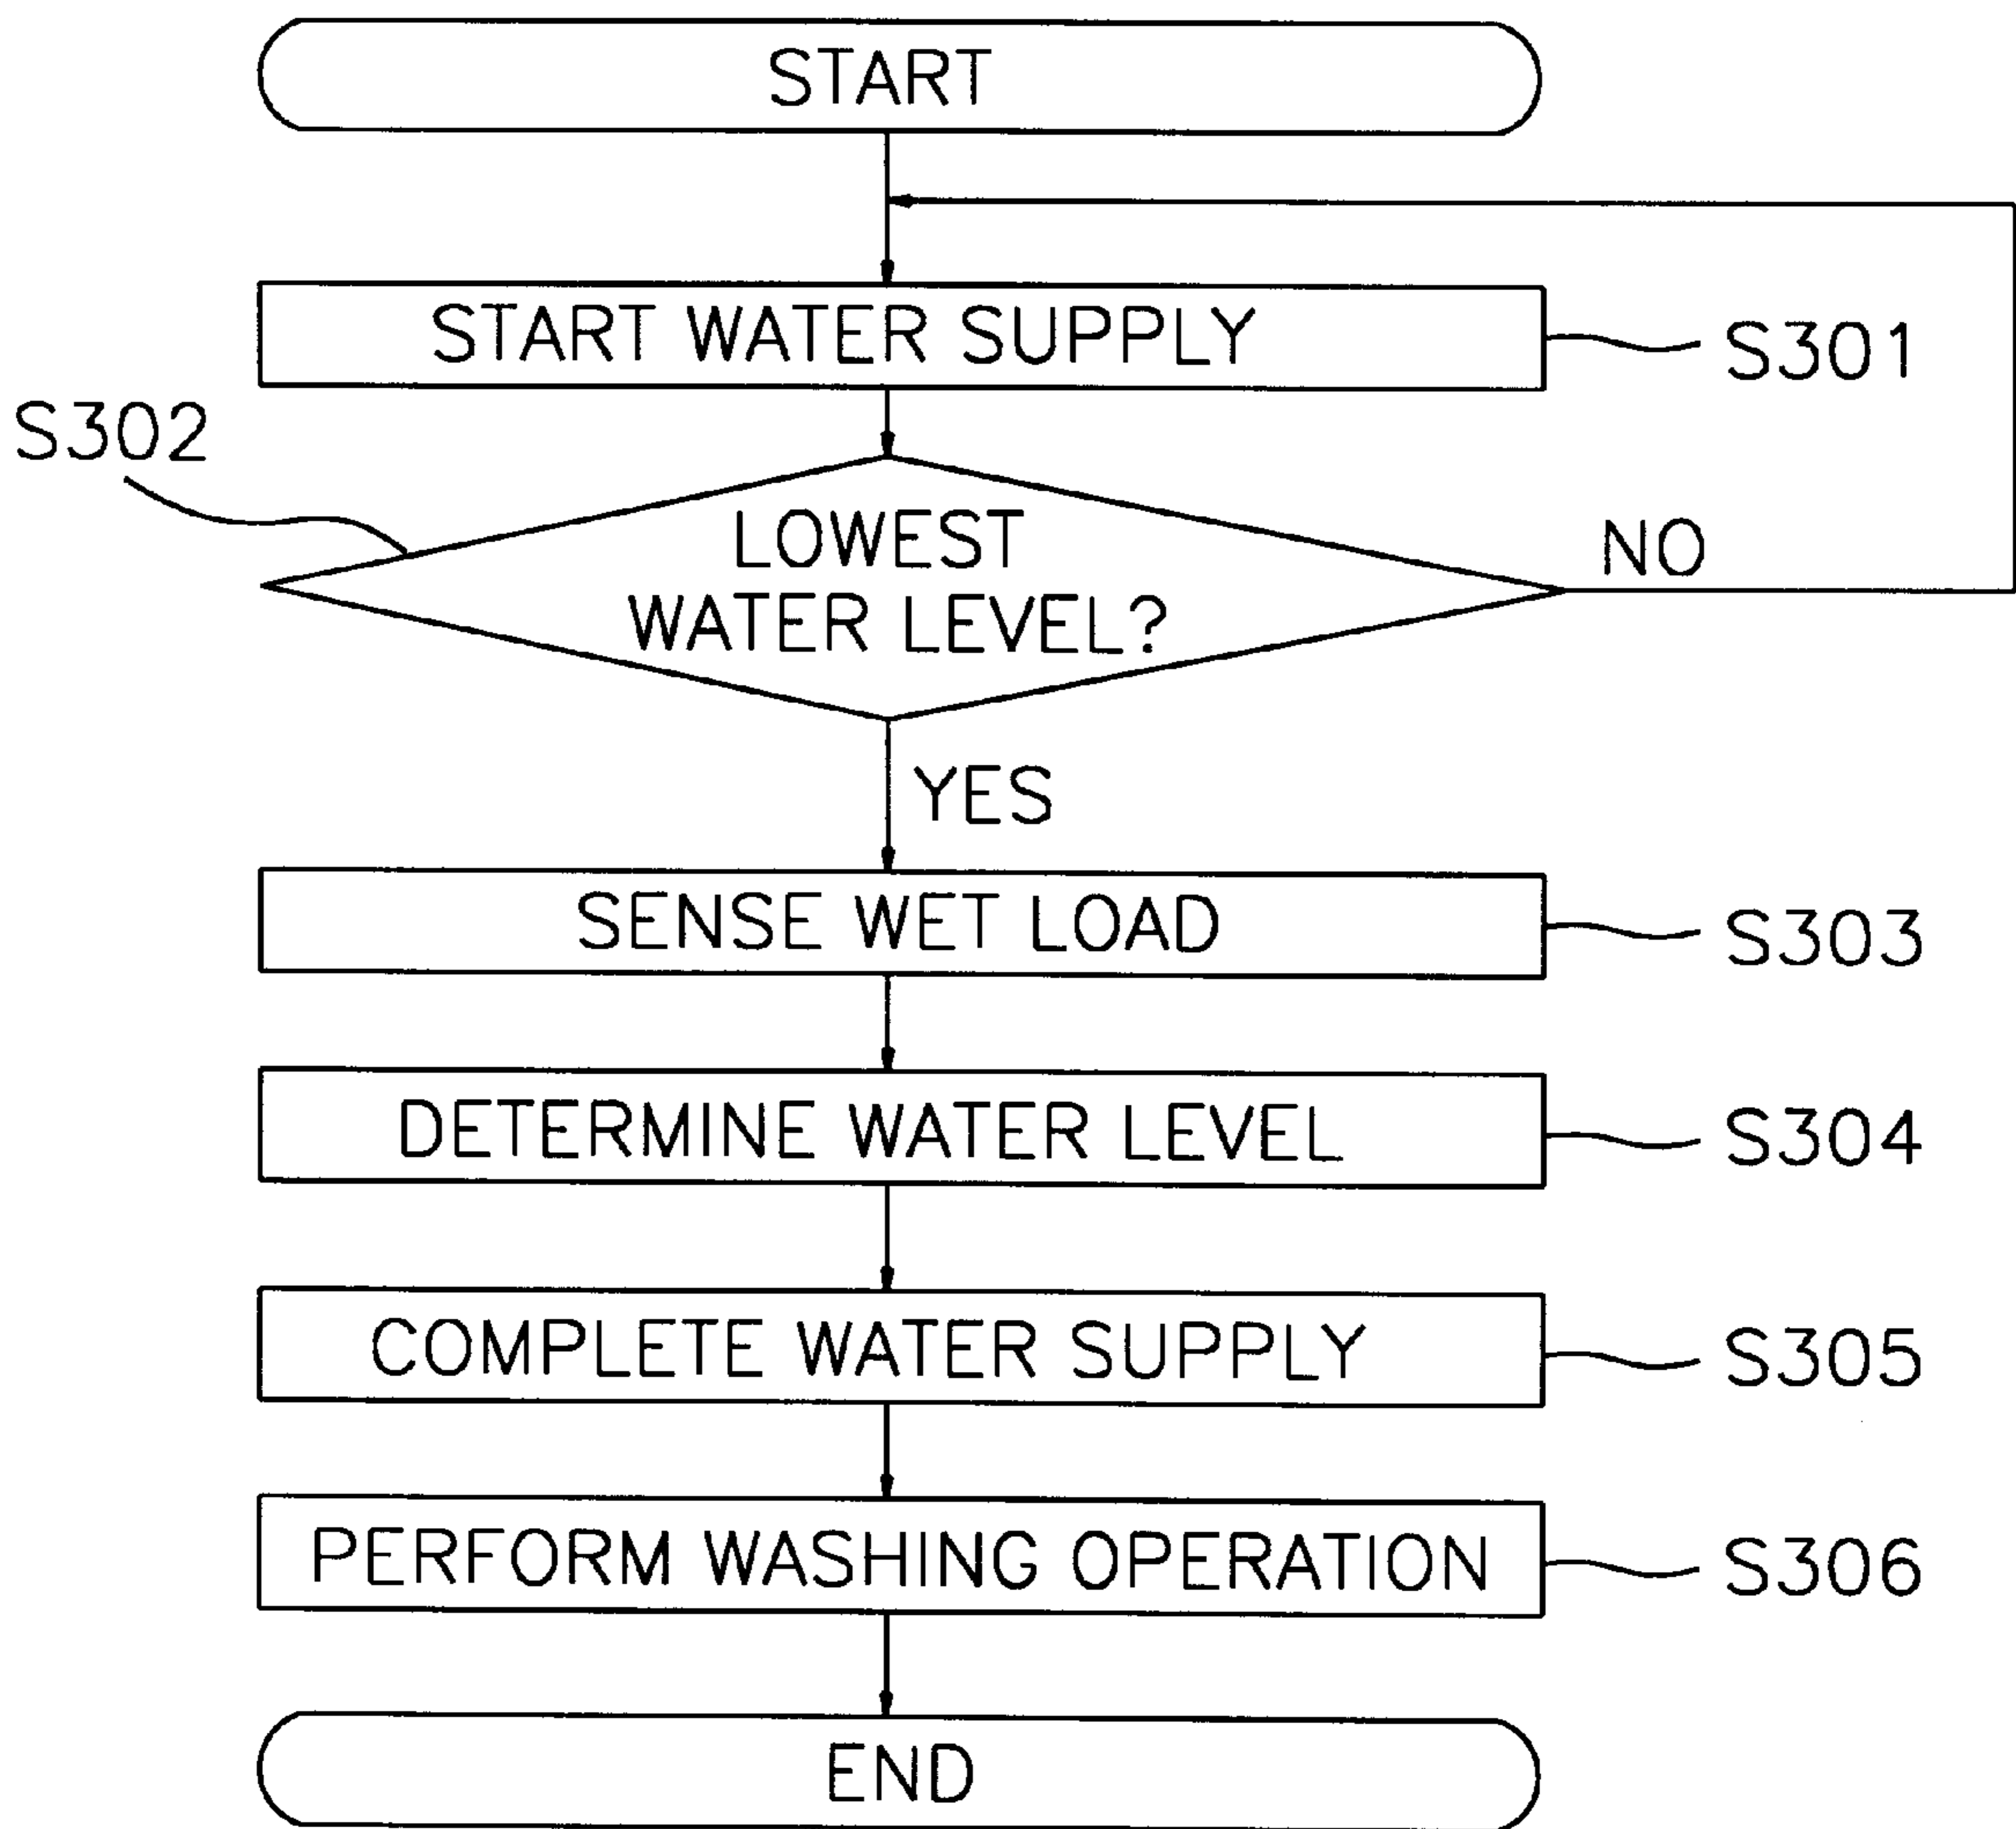 START
START WATER SUPPLY
S301
S302
LOWEST
WATER LEVEL?
NO
YES
SENSE WET LOAD
S303
DETERMINE WATER LEVEL
S304
COMPLETE WATER SUPPLY
S305
PERFORM WASHING OPERATION
S306
END